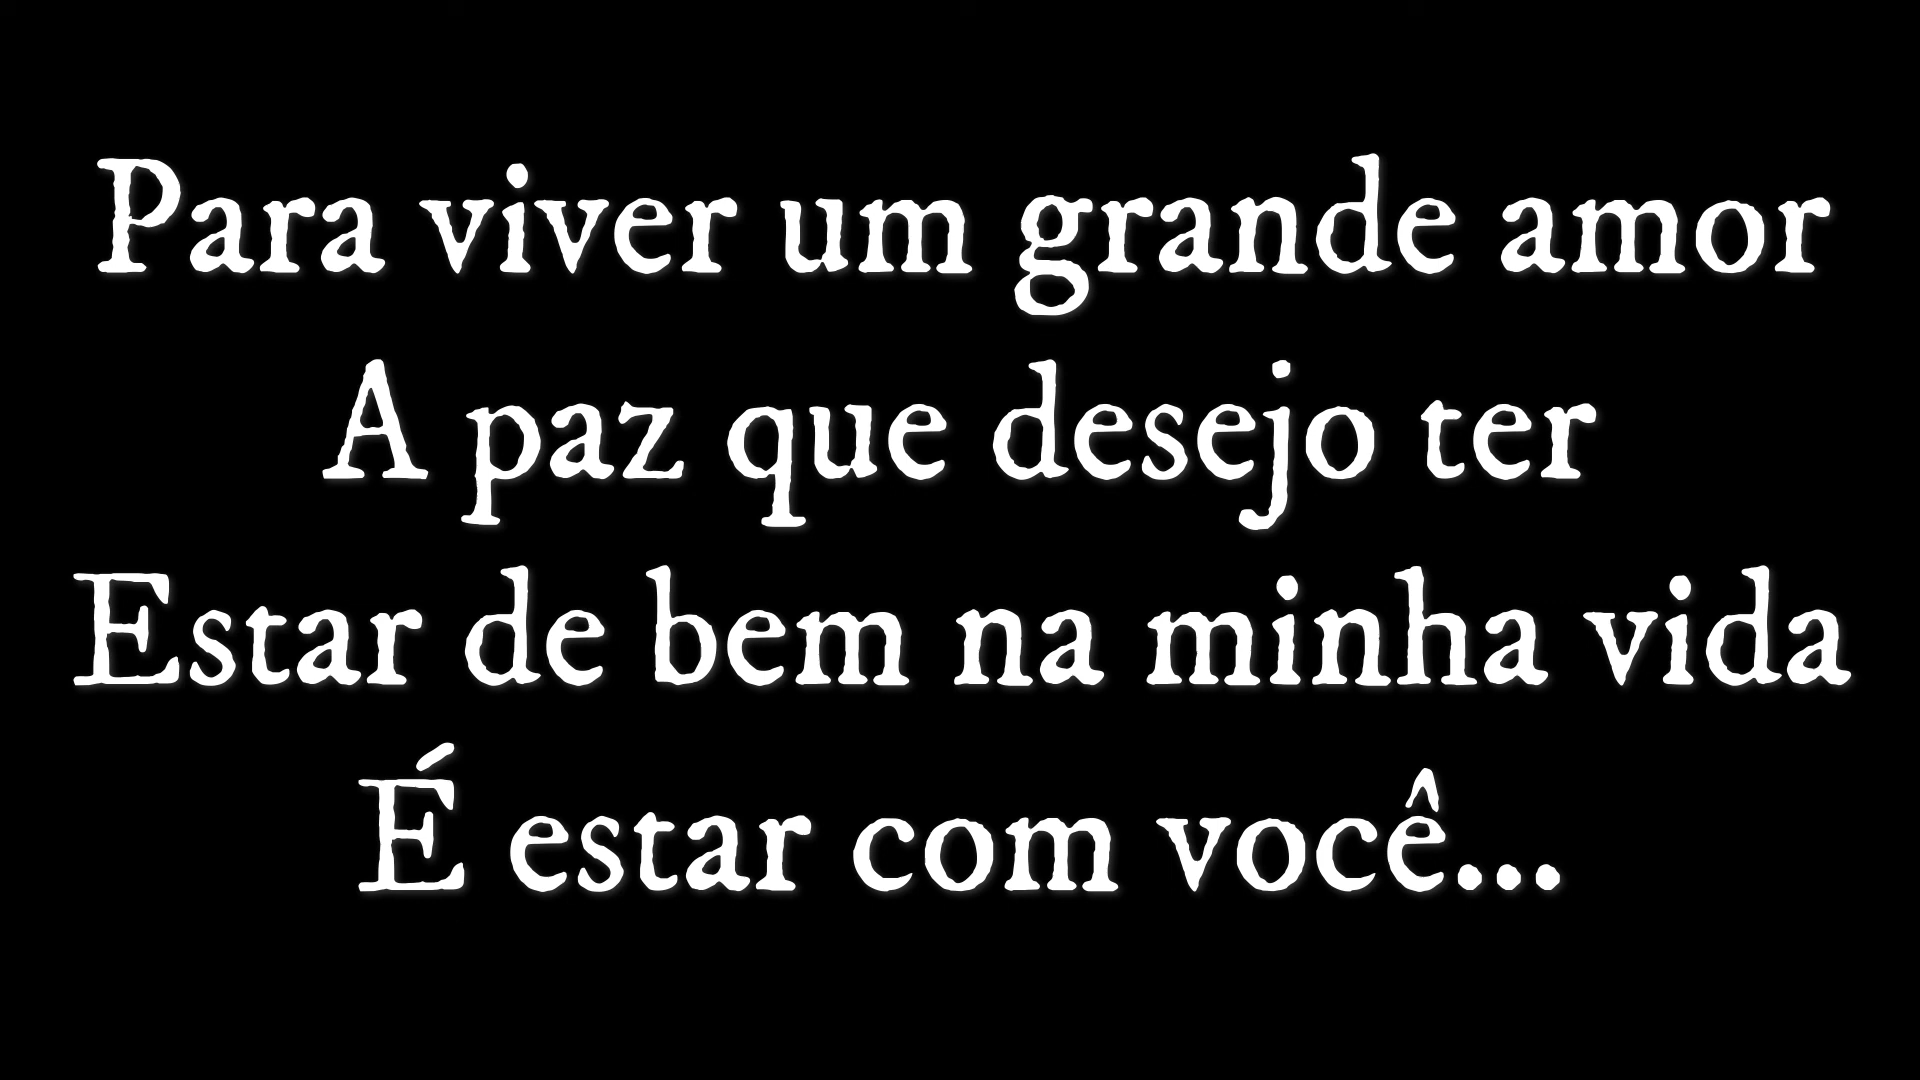 Para viver um grande amor
A paz que desejo ter
Estar de bem na minha vida
É estar com você...